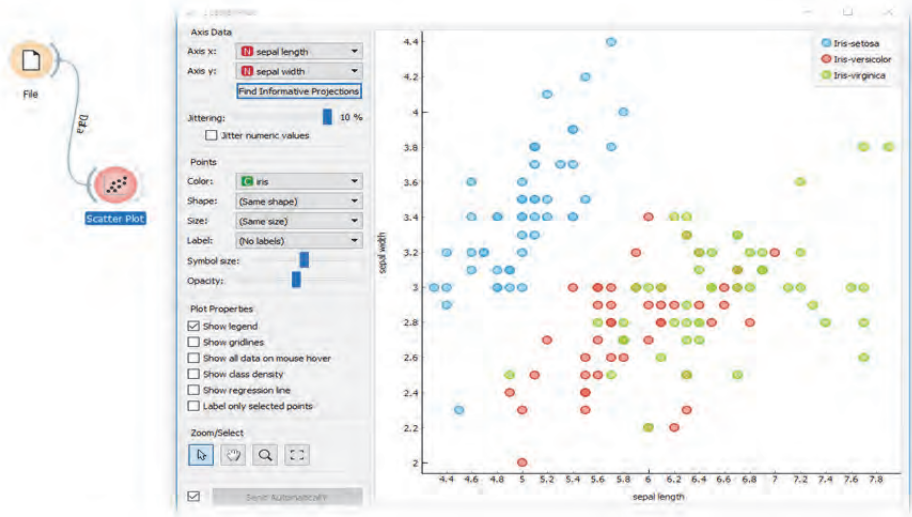 File
Data
Scatter Plot
Axis Data
Axis x: N sepal length
Axis y: N sepal width
Find Informative Projections
Jittering: 10 %
Jitter numeric values
Points
Color: C iris
Shape: (Same shape)
Size: (Same size)
Label: (No labels)
Symbol size:
Opacity:
Plot Properties
Show legend
Show gridlines
Show all data on mouse hover
Show class density
Show regression line
Label only selected points
Zoom/Select
Send Automatically
Iris-setosa
Iris-versicolor
Iris-virginica
sepal width
4.4
4.2
4
3.8
3.6
3.4
3.2
3
2.8
2.6
2.4
2.2
2
4.4 4.6 4.8 5 5.2 5.4 5.6 5.8 6 6.2 6.4 6.6 6.8 7 7.2 7.4 7.6 7.8
sepal length